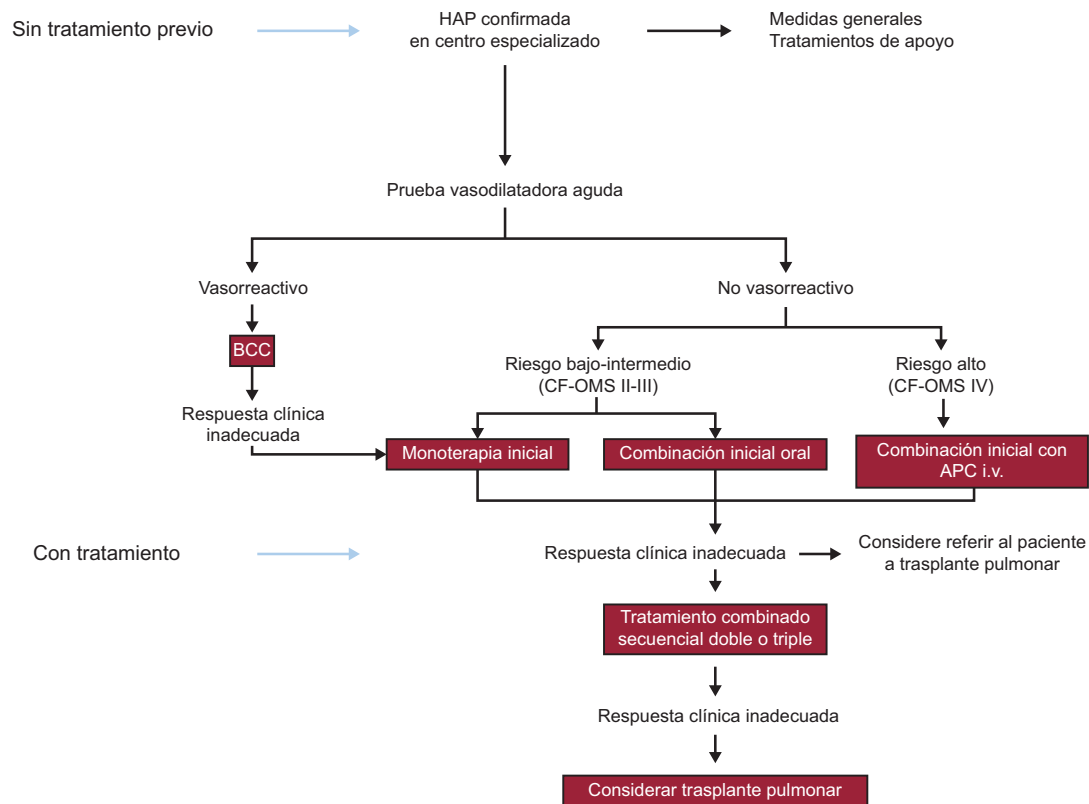 Sin tratamiento previo
HAP confirmada
en centro especializado
Medidas generales
Tratamientos de apoyo
Prueba vasodilatadora aguda
Vasorreactivo
No vasorreactivo
BCC
Riesgo bajo-intermedio
(CF-OMS II-III)
Riesgo alto
(CF-OMS IV)
Respuesta clínica
inadecuada
Monoterapia inicial
Combinación inicial oral
Combinación inicial con
APC i.v.
Con tratamiento
Respuesta clínica inadecuada
Considere referir al paciente
a trasplante pulmonar
Tratamiento combinado
secuencial doble o triple
Respuesta clínica inadecuada
Considerar trasplante pulmonar